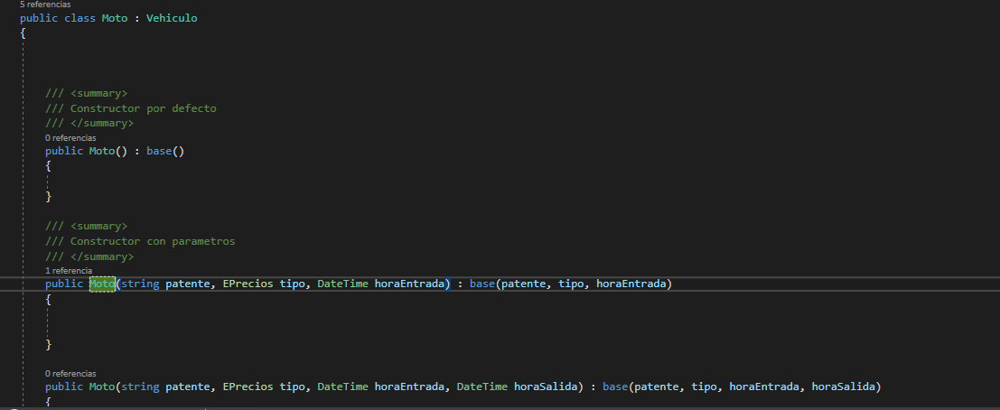 5 referencias
public class Moto : Vehiculo
{
/// <summary>
/// Constructor por defecto
/// </summary>
0 referencias
public Moto() : base()
{
}
/// <summary>
/// Constructor con parametros
/// </summary>
1 referencia
public Moto(string patente, EPrecios tipo, DateTime horaEntrada) : base(patente, tipo, horaEntrada)
{
}
0 referencias
public Moto(string patente, EPrecios tipo, DateTime horaEntrada, DateTime horaSalida) : base(patente, tipo, horaEntrada, horaSalida)
{